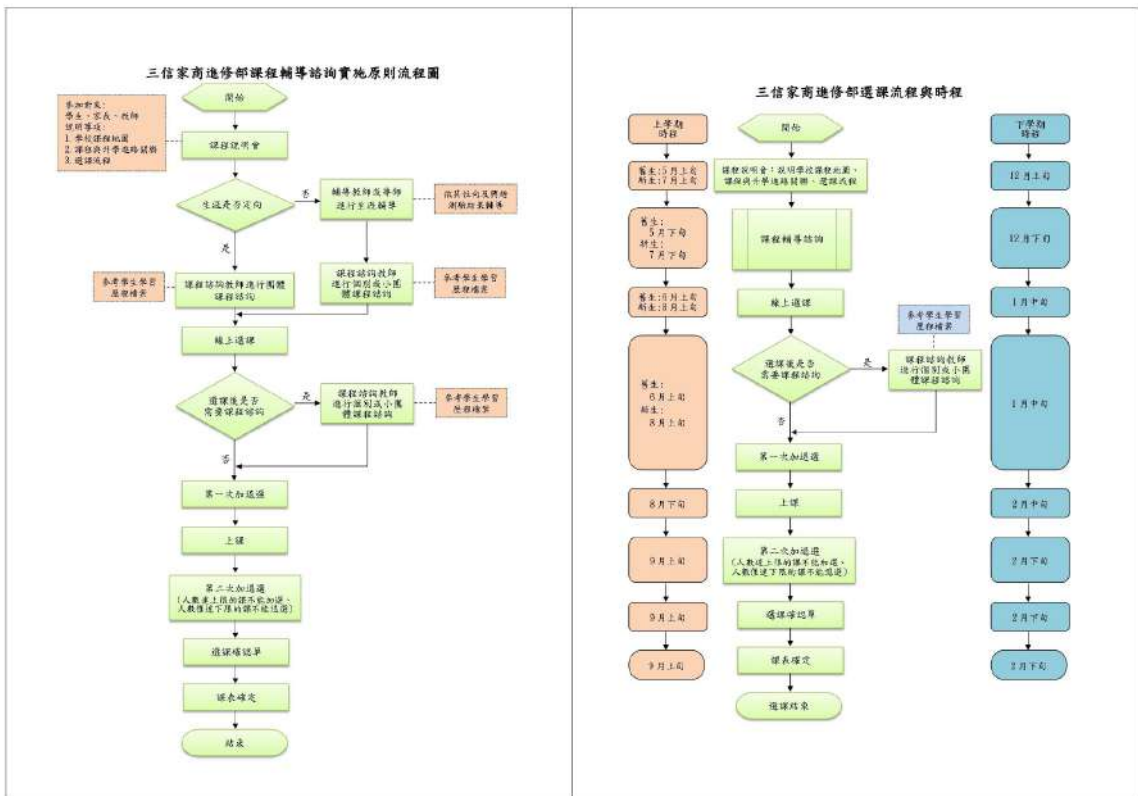 三信家商進修部課程輔導諮詢實施原則流程圖
開始
參加對象:
學生、家長、教師
說明事項:
1. 學校課程地圖
2. 課程與升學進路關聯
3. 選課流程
課程說明會
生涯是否定向
否
輔導教師或導師
進行生涯輔導
做其性向及興趣
測驗結果輔導
是
參考學生學習
歷程檔案
課程諮詢教師進行團體
課程諮詢
課程諮詢教師
進行個別或小團
體課程諮詢
參考學生學習
歷程檔案
線上選課
選課後是否
需要課程諮詢
是
課程諮詢教師
進行個別或小團
體課程諮詢
參考學生學習
歷程檔案
否
第一次加退選
上課
第二次加退選
(人數達上限的課不能加選、
人數僅達下限的課不能退選)
選課確認單
課表確定
結束
三信家商進修部選課流程與時程
上學期
時程
開始
下學期
時程
舊生:5月上旬
新生:7月上旬
課程說明會:說明學校課程地圖、
課程與升學進路關聯、選課流程
12月上旬
舊生:
5月下旬
新生:
7月下旬
課程輔導諮詢
12月下旬
舊生:6月上旬
新生:8月上旬
線上選課
1月中旬
參考學生學習
歷程檔案
舊生:
6月上旬
新生:
8月上旬
選課後是否
需要課程諮詢
是
課程諮詢教師
進行個別或小團
體課程諮詢
1月中旬
否
第一次加退選
8月下旬
上課
2月中旬
9月上旬
第二次加退選
(人數達上限的課不能加選、
人數僅達下限的課不能退選)
2月下旬
9月上旬
選課確認單
2月下旬
9月上旬
課表確定
2月下旬
選課結束